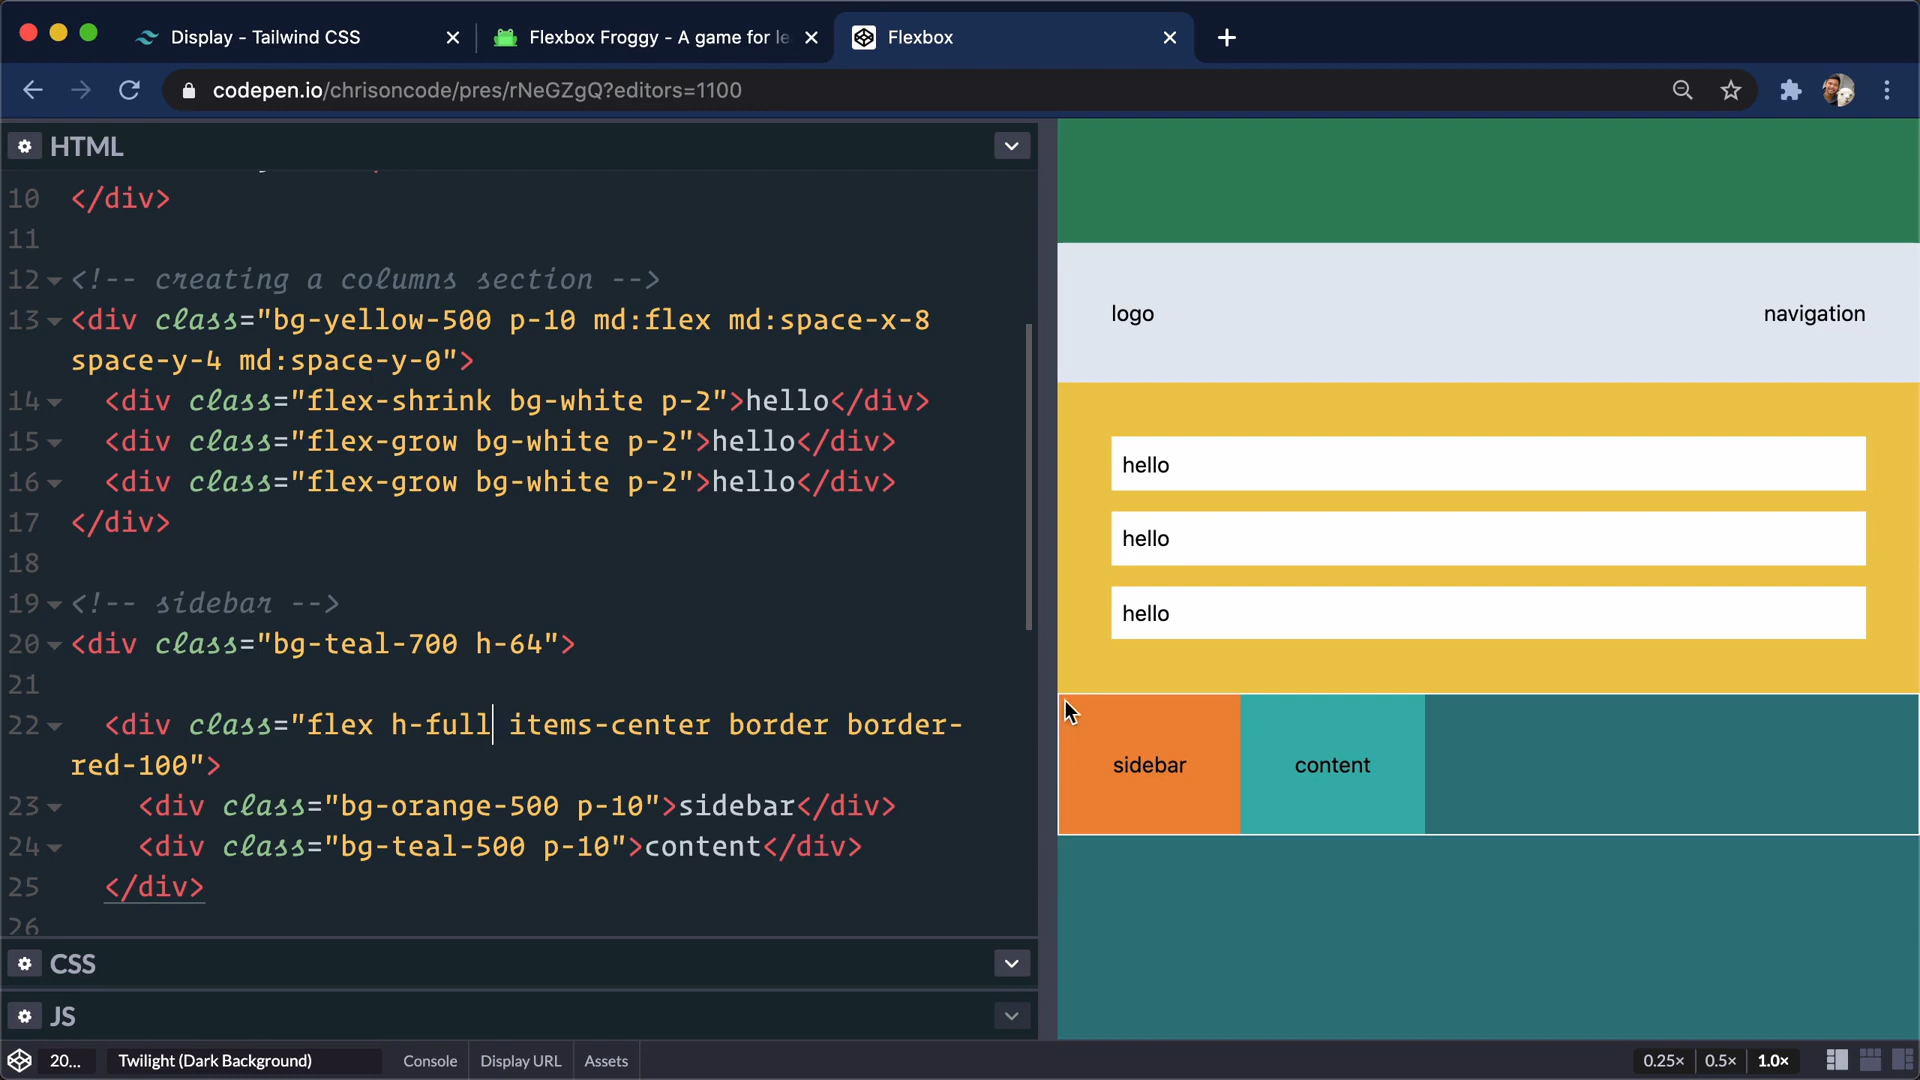 Display - Tailwind CSS
Flexbox Froggy - A game for le
Flexbox
codepen.io/chrisoncode/pres/rNeGZgQ?editors=1100
HTML
10 </div>
11
12 <!-- creating a columns section -->
13 <div class="bg-yellow-500 p-10 md:flex md:space-x-8
space-y-4 md:space-y-0">
14 <div class="flex-shrink bg-white p-2">hello</div>
15 <div class="flex-grow bg-white p-2">hello</div>
16 <div class="flex-grow bg-white p-2">hello</div>
17 </div>
18
19 <!-- sidebar -->
20 <div class="bg-teal-700 h-64">
21
22 <div class="flex h-full items-center border border-
red-100">
23 <div class="bg-orange-500 p-10">sidebar</div>
24 <div class="bg-teal-500 p-10">content</div>
25 </div>
26
CSS
JS
logo
navigation
hello
hello
hello
sidebar
content
20...
Twilight (Dark Background)
Console
Display URL
Assets
0.25×
0.5×
1.0×